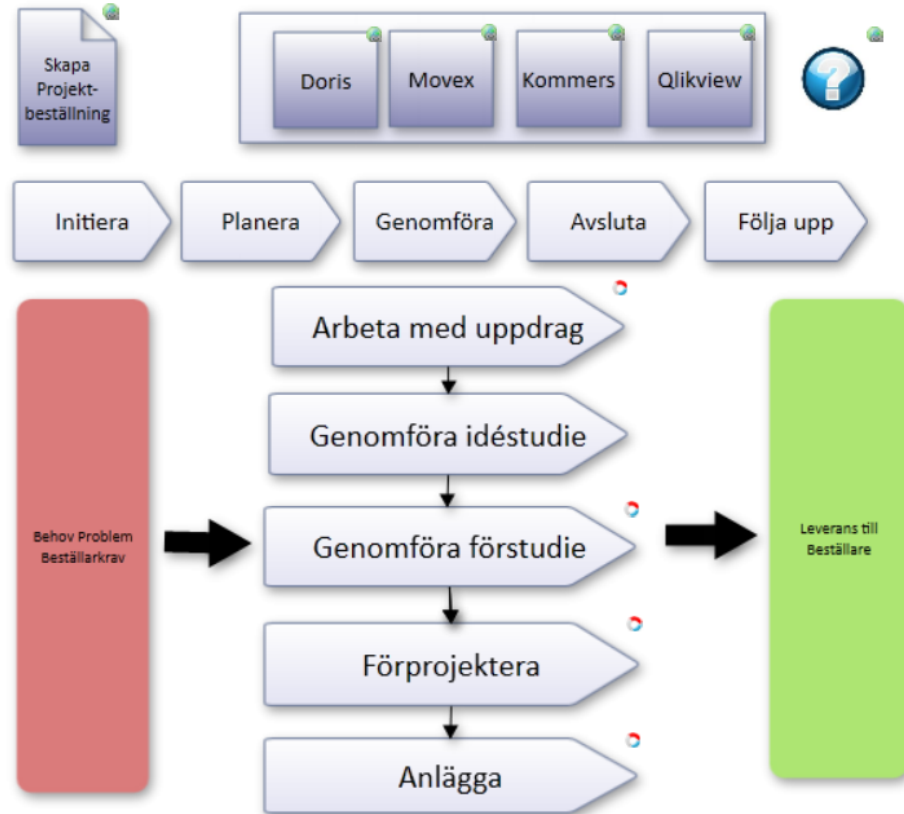 Skapa
Projekt-
beställning
Doris
Movex
Kommers
Qlikview
?
Initiera
Planera
Genomföra
Avsluta
Följa upp
Arbeta med uppdrag
Genomföra idéstudie
Genomföra förstudie
Förprojektera
Anlägga
Behov Problem
Beställarkrav
Leverans till
Beställare